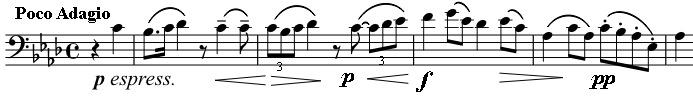 Poco Adagio
3 3
p espress. p f pp